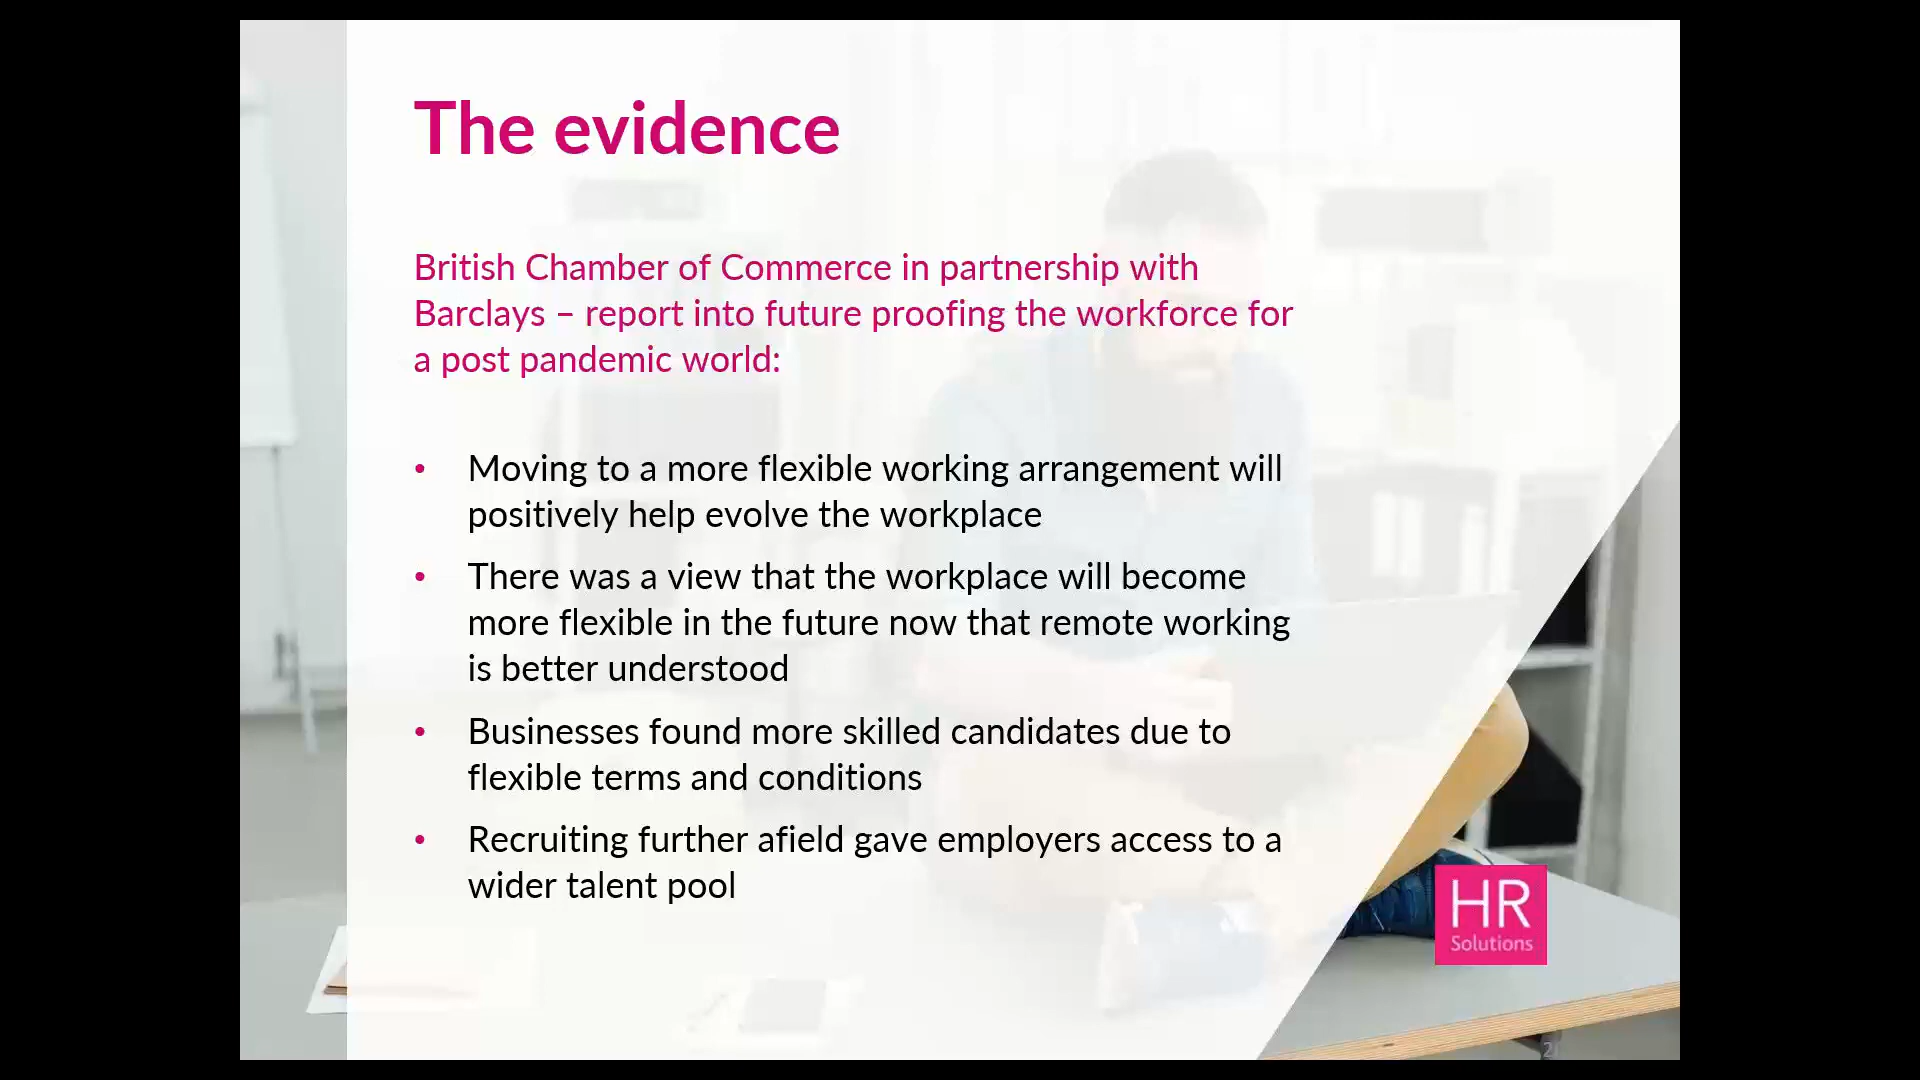 The evidence
British Chamber of Commerce in partnership with
Barclays – report into future proofing the workforce for
a post pandemic world:
• Moving to a more flexible working arrangement will
positively help evolve the workplace
• There was a view that the workplace will become
more flexible in the future now that remote working
is better understood
• Businesses found more skilled candidates due to
flexible terms and conditions
• Recruiting further afield gave employers access to a
wider talent pool
HR
Solutions